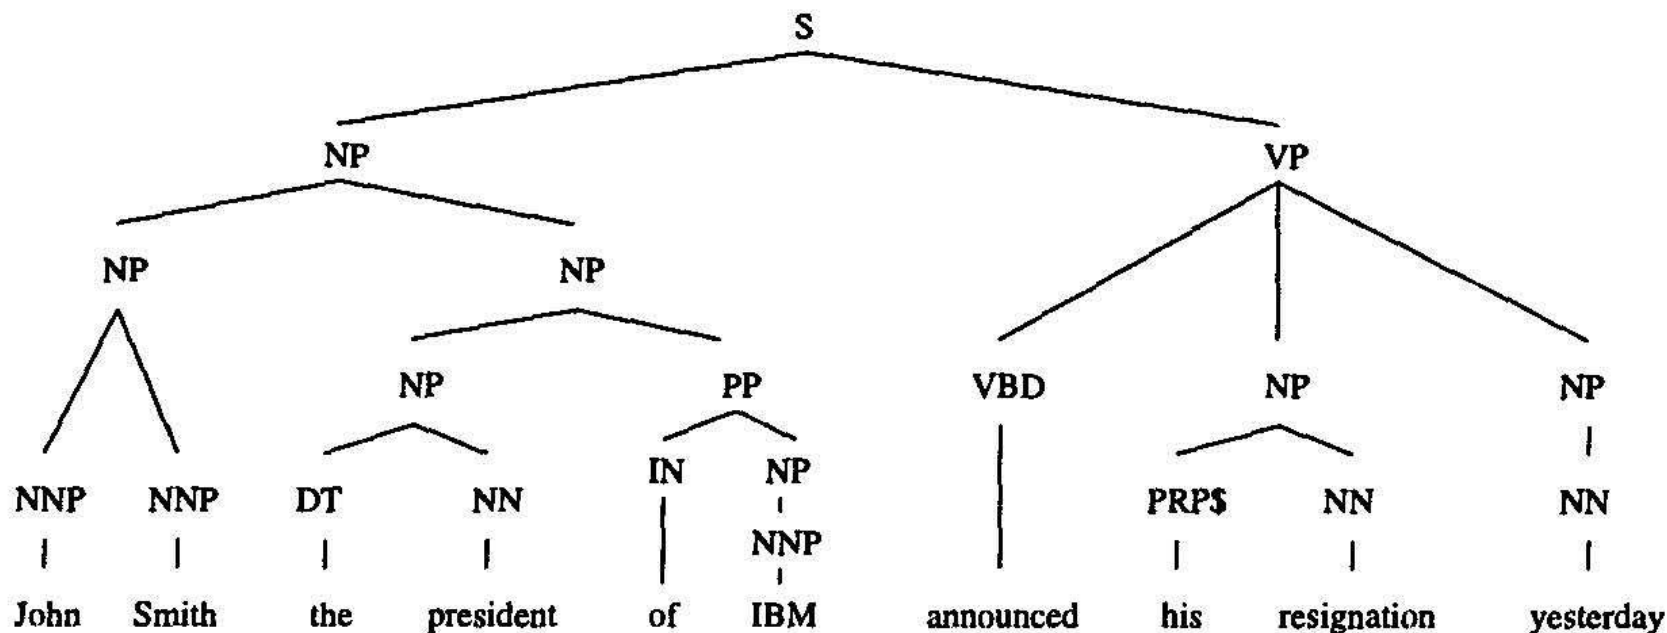 S
NP VP
NP NP
NP PP VBD NP NP
IN NP
NNP NNP DT NN PRP$ NN NN
NNP
John Smith the president of IBM announced his resignation yesterday